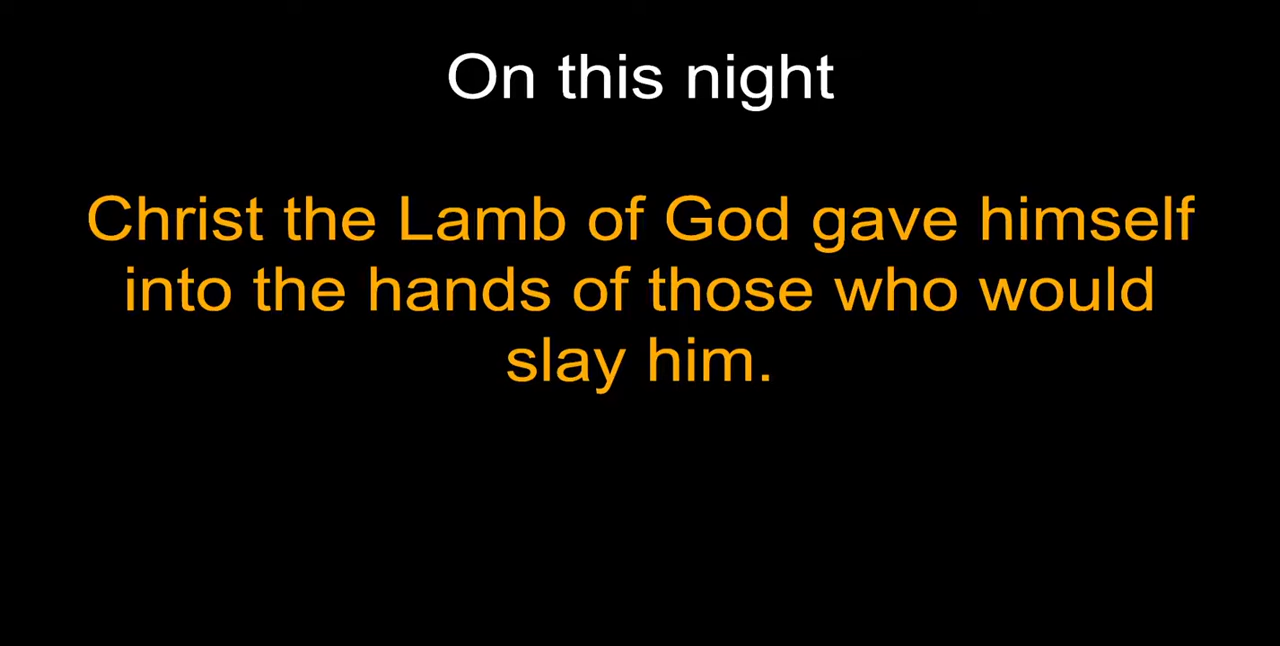 On this night
Christ the Lamb of God gave himself
into the hands of those who would
slay him.